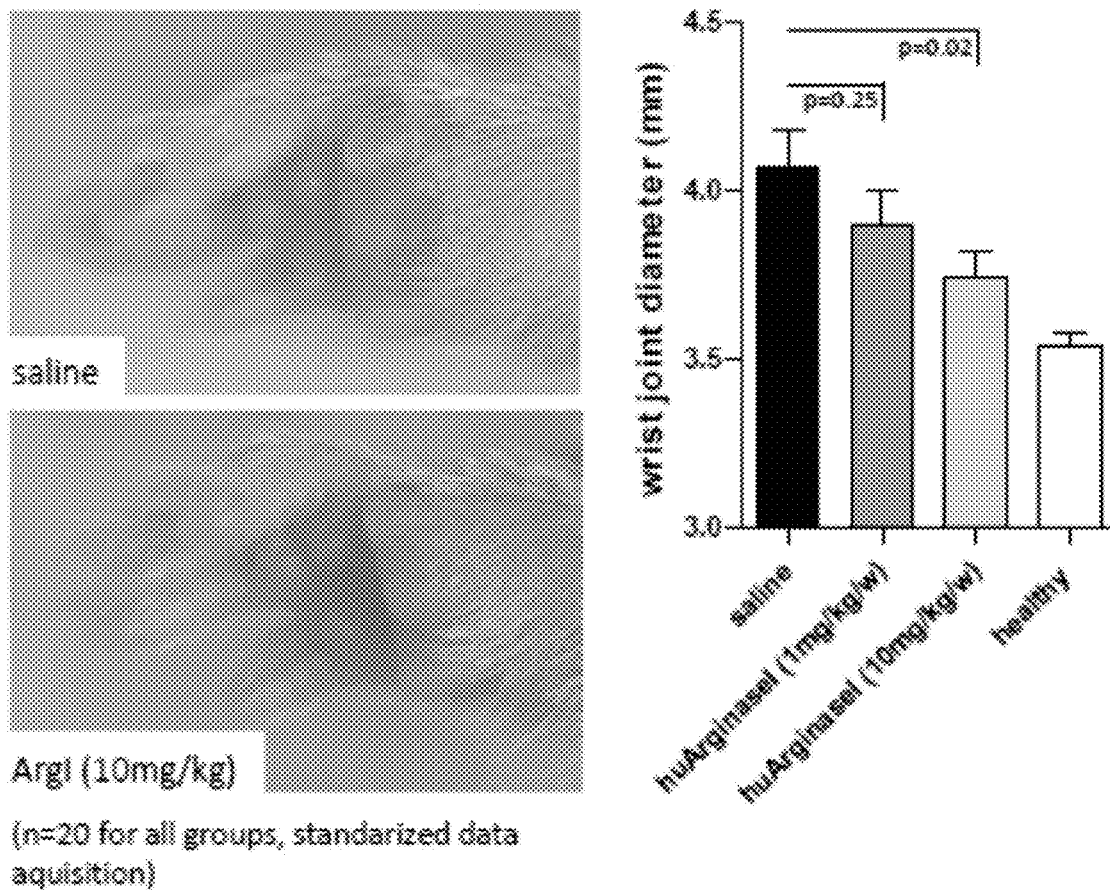 saline
ArgI (10mg/kg)
(n=20 for all groups, standarized data
aquisition)
wrist joint diameter (mm)
4.5
4.0
3.5
3.0
p=0.02
p=0.25
saline
huArginaseI (1mg/kg/w)
huArginaseI (10mg/kg/w)
healthy